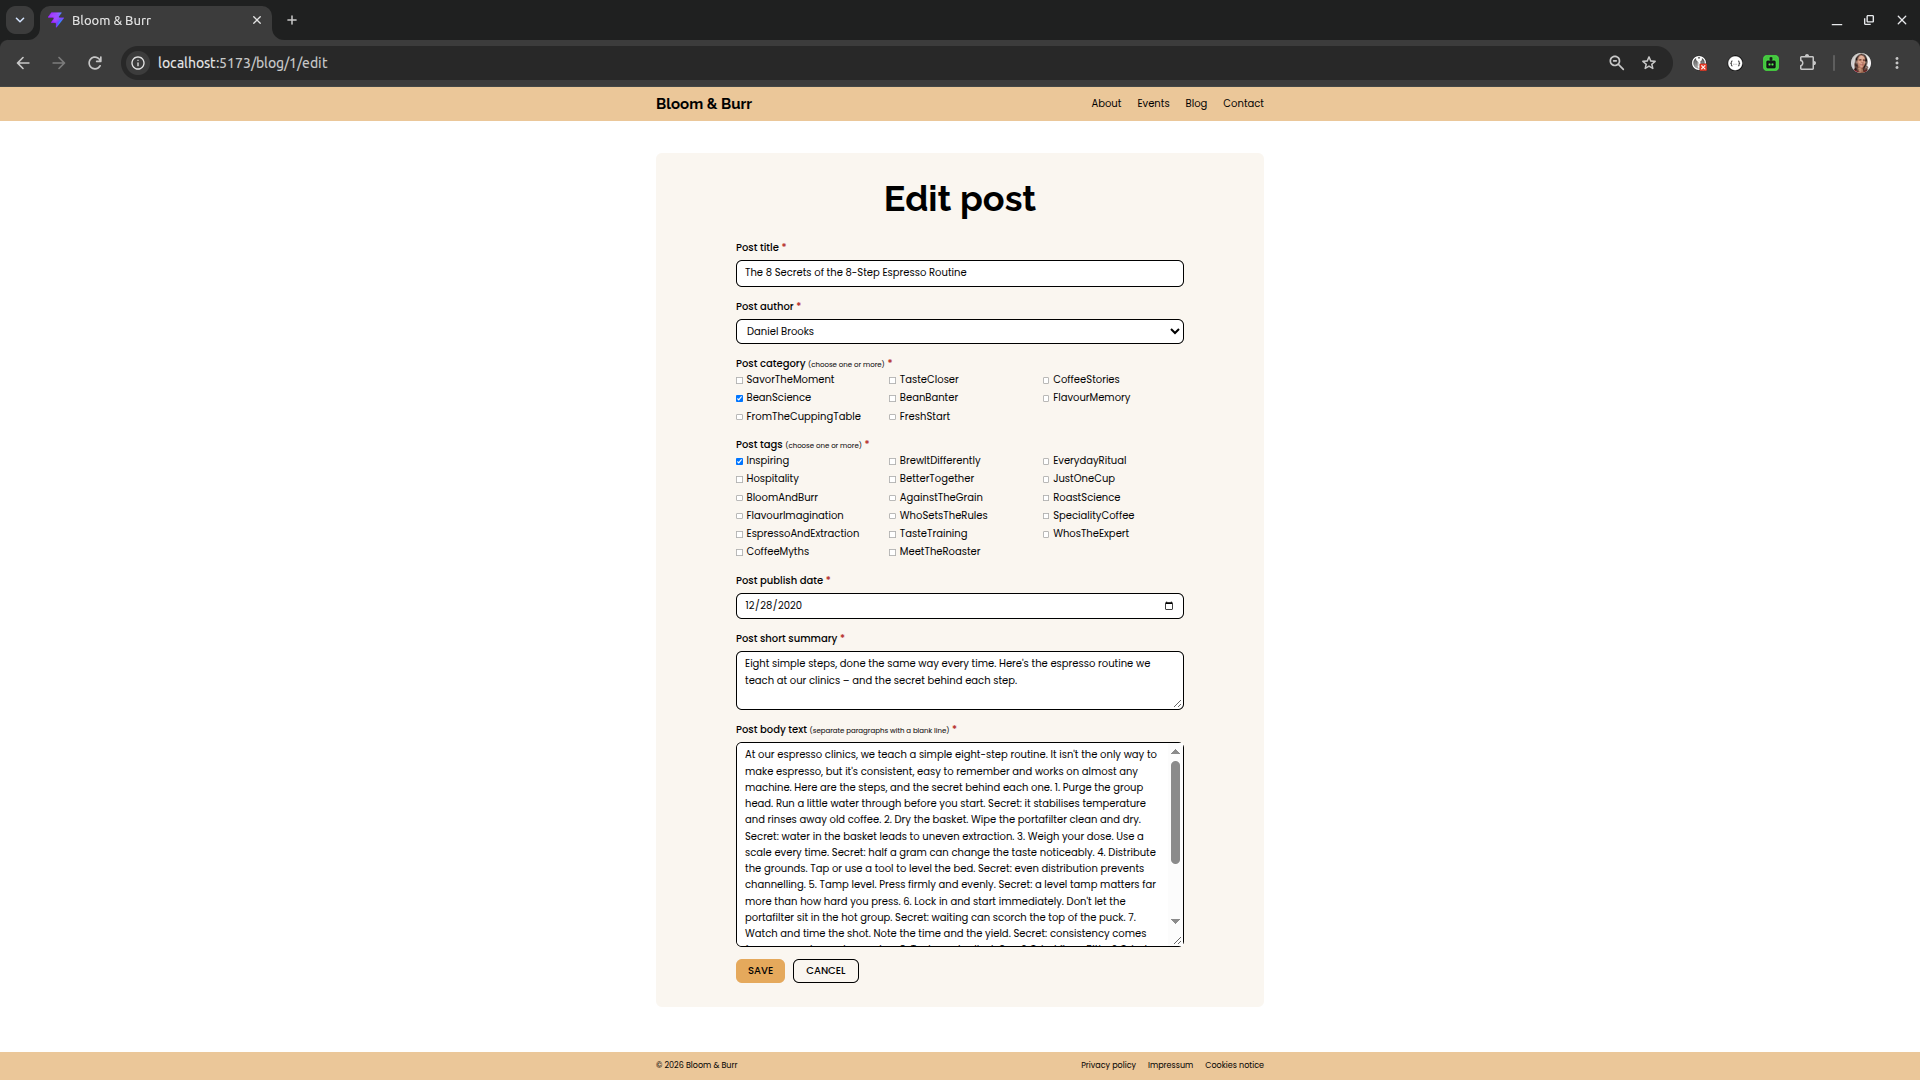 Bloom & Burr
localhost:5173/blog/1/edit
Bloom & Burr
About Events Blog Contact
Edit post
Post title *
The 8 Secrets of the 8-Step Espresso Routine
Post author *
Daniel Brooks
Post category (choose one or more) *
SavorTheMoment TasteCloser CoffeeStories
BeanScience BeanBanter FlavourMemory
FromTheCuppingTable FreshStart
Post tags (choose one or more) *
Inspiring BrewItDifferently EverydayRitual
Hospitality BetterTogether JustOneCup
BloomAndBurr AgainstTheGrain RoastScience
FlavourImagination WhoSetsTheRules SpecialityCoffee
EspressoAndExtraction TasteTraining WhosTheExpert
CoffeeMyths MeetTheRoaster
Post publish date *
12/28/2020
Post short summary *
Eight simple steps, done the same way every time. Here's the espresso routine we
teach at our clinics – and the secret behind each step.
Post body text (separate paragraphs with a blank line) *
At our espresso clinics, we teach a simple eight-step routine. It isn't the only way to
make espresso, but it's consistent, easy to remember and works on almost any
machine. Here are the steps, and the secret behind each one. 1. Purge the group
head. Run a little water through before you start. Secret: it stabilises temperature
and rinses away old coffee. 2. Dry the basket. Wipe the portafilter clean and dry.
Secret: water in the basket leads to uneven extraction. 3. Weigh your dose. Use a
scale every time. Secret: half a gram can change the taste noticeably. 4. Distribute
the grounds. Tap or use a tool to level the bed. Secret: even distribution prevents
channelling. 5. Tamp level. Press firmly and evenly. Secret: a level tamp matters far
more than how hard you press. 6. Lock in and start immediately. Don't let the
portafilter sit in the hot group. Secret: waiting can scorch the top of the puck. 7.
Watch and time the shot. Note the time and the yield. Secret: consistency comes
SAVE CANCEL
© 2026 Bloom & Burr
Privacy policy Impressum Cookies notice